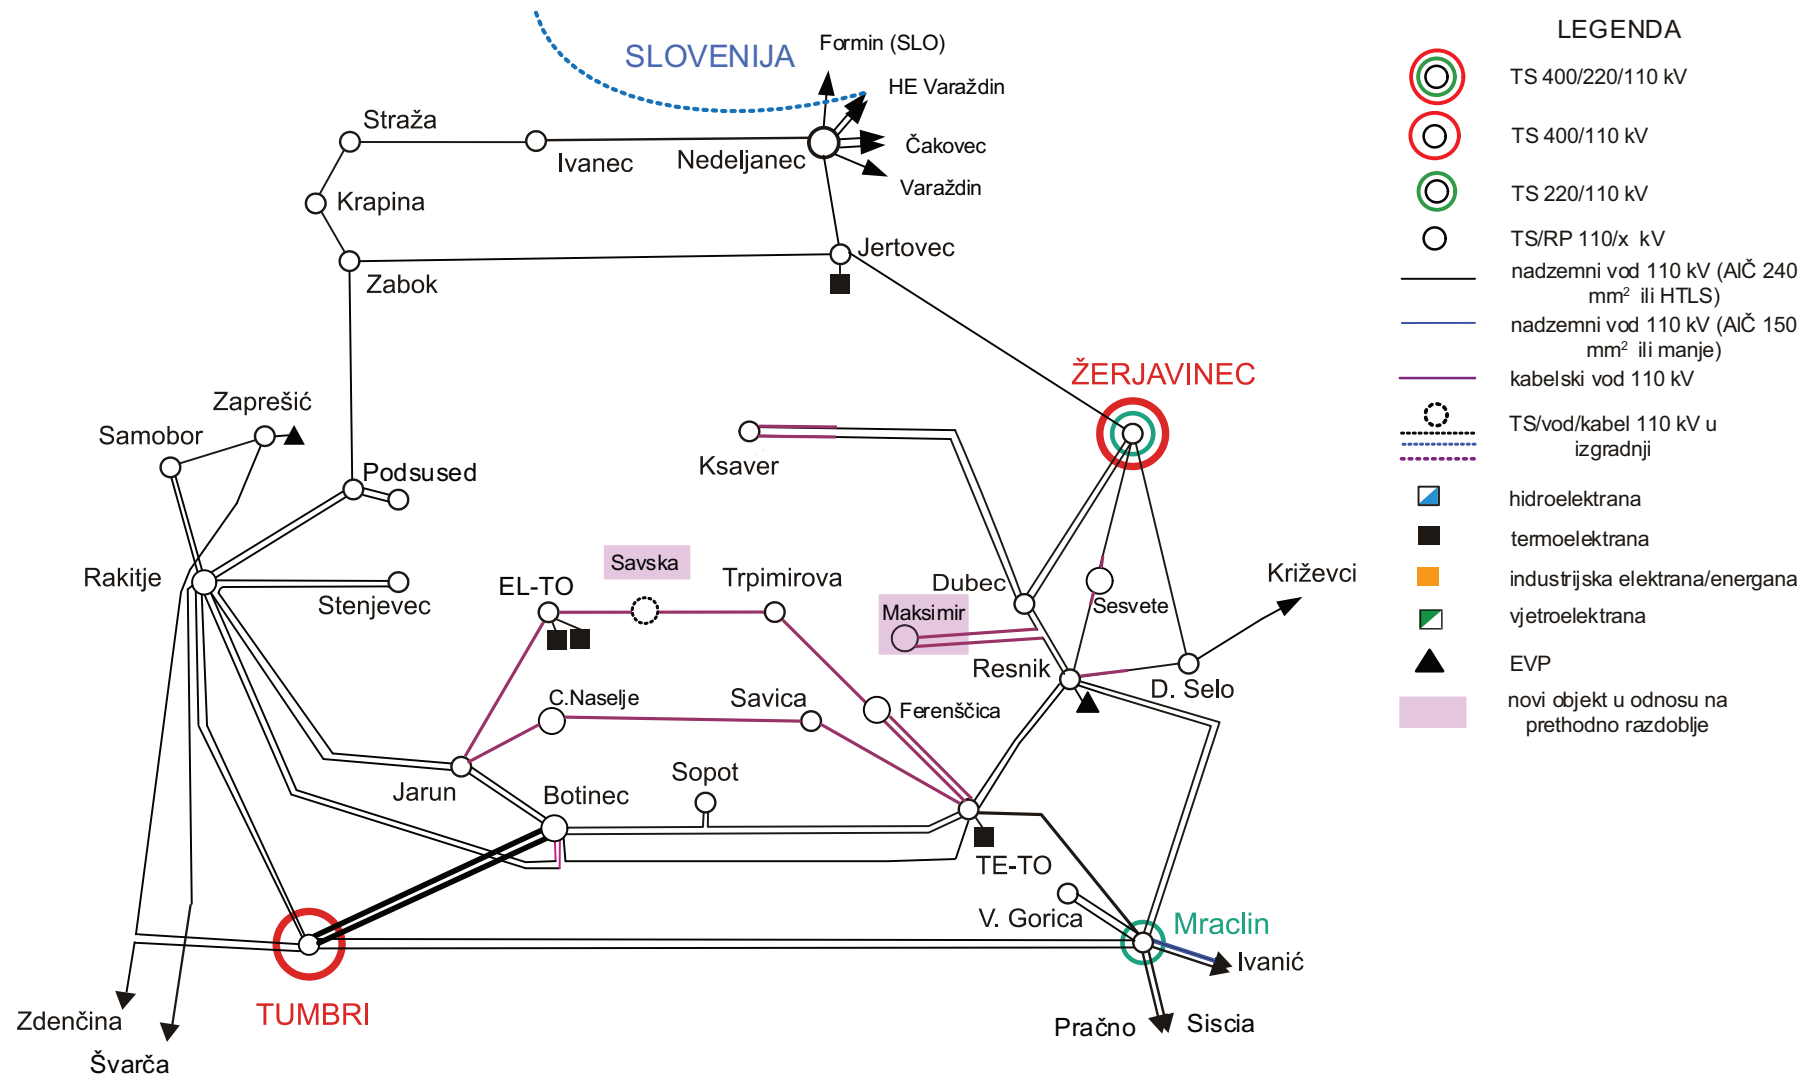 Formin (SLO)
SLOVENIJA
HE Varaždin
Straža
Ivanec
Nedeljanec
Čakovec
Varaždin
Krapina
Jertovec
Zabok
ŽERJAVINEC
Zaprešić
Samobor
Podsused
Ksaver
Rakitje
Stenjevec
EL-TO
Savska
Trpimirova
Dubec
Maksimir
Sesvete
Križevci
Resnik
D. Selo
C.Naselje
Savica
Ferenščica
Jarun
Botinec
Sopot
TE-TO
V. Gorica
Mraclin
Ivanić
TUMBRI
Zdenčina
Švarča
Pračno
Siscia
LEGENDA
TS 400/220/110 kV
TS 400/110 kV
TS 220/110 kV
TS/RP 110/x kV
nadzemni vod 110 kV (AlČ 240
mm² ili HTLS)
nadzemni vod 110 kV (AlČ 150
mm² ili manje)
kabelski vod 110 kV
TS/vod/kabel 110 kV u
izgradnji
hidroelektrana
termoelektrana
industrijska elektrana/energana
vjetroelektrana
EVP
novi objekt u odnosu na
prethodno razdoblje